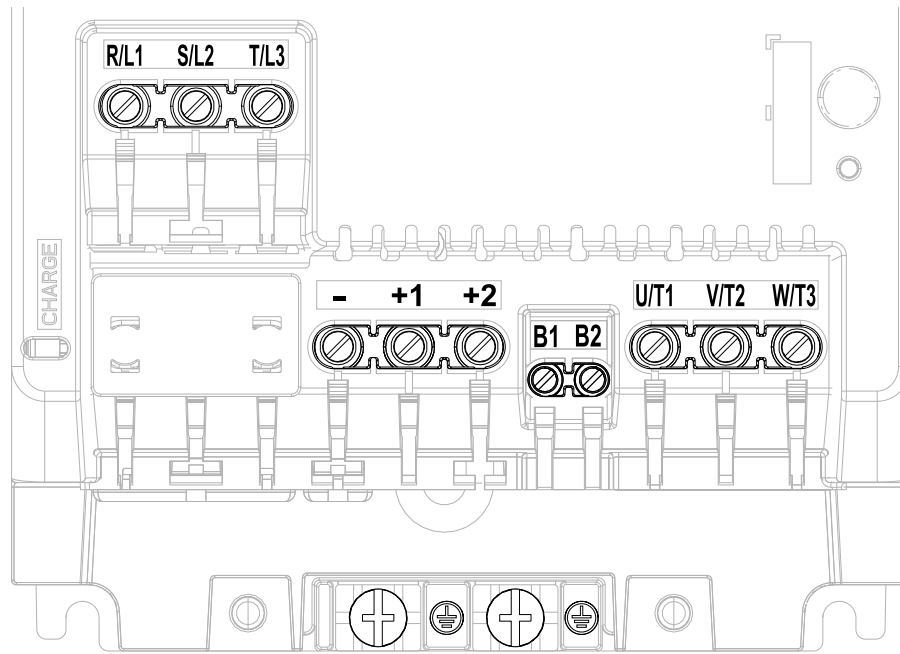 R/L1 S/L2 T/L3
CHARGE
- +1 +2
B1 B2
U/T1 V/T2 W/T3